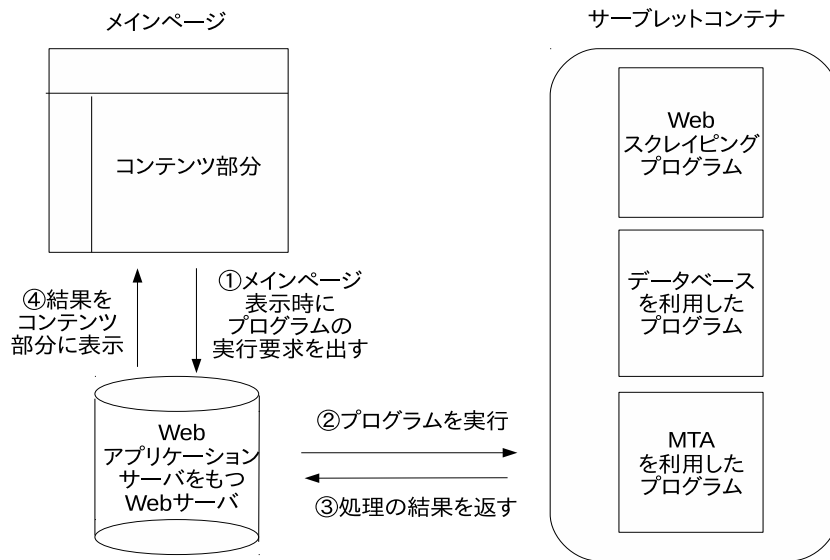 メインページ
サーブレットコンテナ
コンテンツ部分
Web
スクレイピング
プログラム
データベース
を利用した
プログラム
MTA
を利用した
プログラム
①メインページ
表示時に
プログラムの
実行要求を出す
④結果を
コンテンツ
部分に表示
Web
アプリケーション
サーバをもつ
Webサーバ
②プログラムを実行
③処理の結果を返す